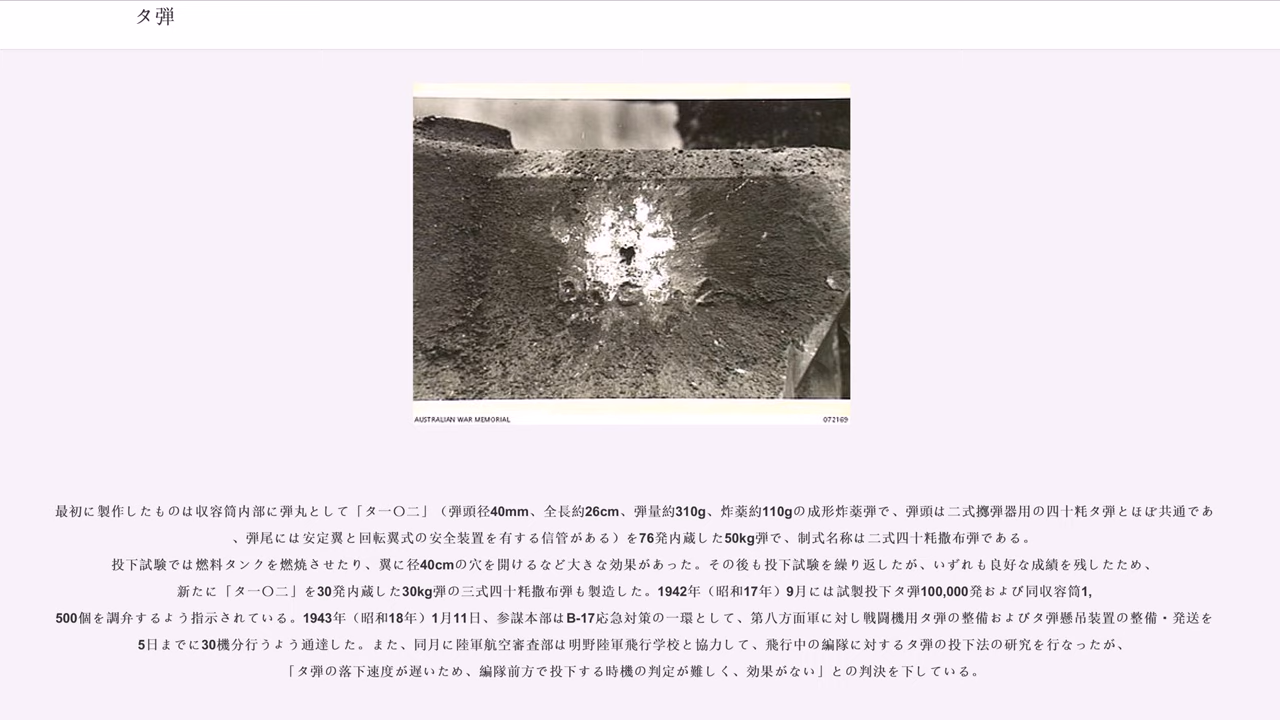 タ弾
AUSTRALIAN WAR MEMORIAL
072169
最初に製作したものは収容筒内部に弾丸として「タ一〇二」（弾頭径40mm、全長約26cm、弾量約310g、炸薬約110gの成形炸薬弾で、弾頭は二式擲弾器用の四十粍タ弾とほぼ共通であ
、弾尾には安定翼と回転翼式の安全装置を有する信管がある）を76発内蔵した50kg弾で、制式名称は二式四十粍撒布弾である。
投下試験では燃料タンクを燃焼させたり、翼に径40cmの穴を開けるなど大きな効果があった。その後も投下試験を繰り返したが、いずれも良好な成績を残したため、
新たに「タ一〇二」を30発内蔵した30kg弾の三式四十粍撒布弾も製造した。1942年（昭和17年）9月には試製投下タ弾100,000発および同収容筒1,
500個を調弁するよう指示されている。1943年（昭和18年）1月11日、参謀本部はB-17応急対策の一環として、第八方面軍に対し戦闘機用タ弾の整備およびタ弾懸吊装置の整備・発送を
5日までに30機分行うよう通達した。また、同月に陸軍航空審査部は明野陸軍飛行学校と協力して、飛行中の編隊に対するタ弾の投下法の研究を行なったが、
「タ弾の落下速度が遅いため、編隊前方で投下する時機の判定が難しく、効果がない」との判決を下している。